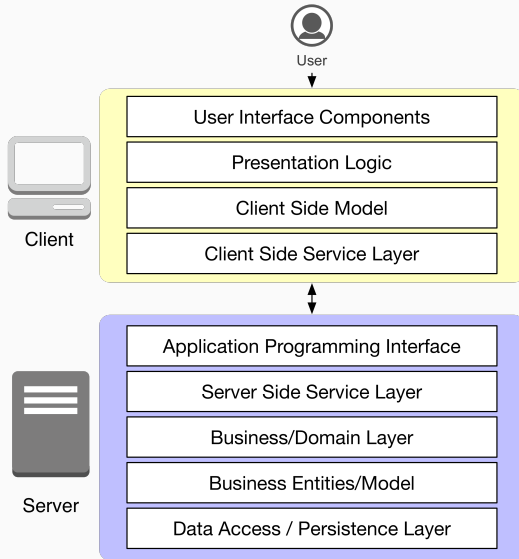 User
User Interface Components
Presentation Logic
Client Side Model
Client Side Service Layer
Client
Application Programming Interface
Server Side Service Layer
Business/Domain Layer
Business Entities/Model
Data Access / Persistence Layer
Server